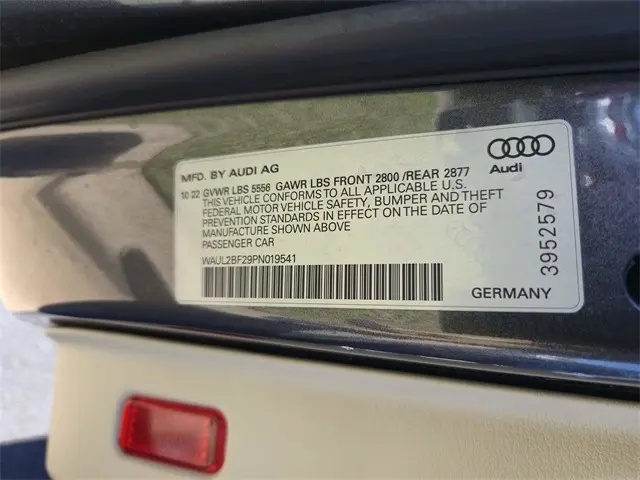 MFD. BY AUDI AG
10 22 GVWR LBS 5556 GAWR LBS FRONT 2800 /REAR 2877
THIS VEHICLE CONFORMS TO ALL APPLICABLE U.S.
FEDERAL MOTOR VEHICLE SAFETY, BUMPER AND THEFT
PREVENTION STANDARDS IN EFFECT ON THE DATE OF
MANUFACTURE SHOWN ABOVE
PASSENGER CAR
WAUL2BF29PN019541
Audi
3952579
GERMANY